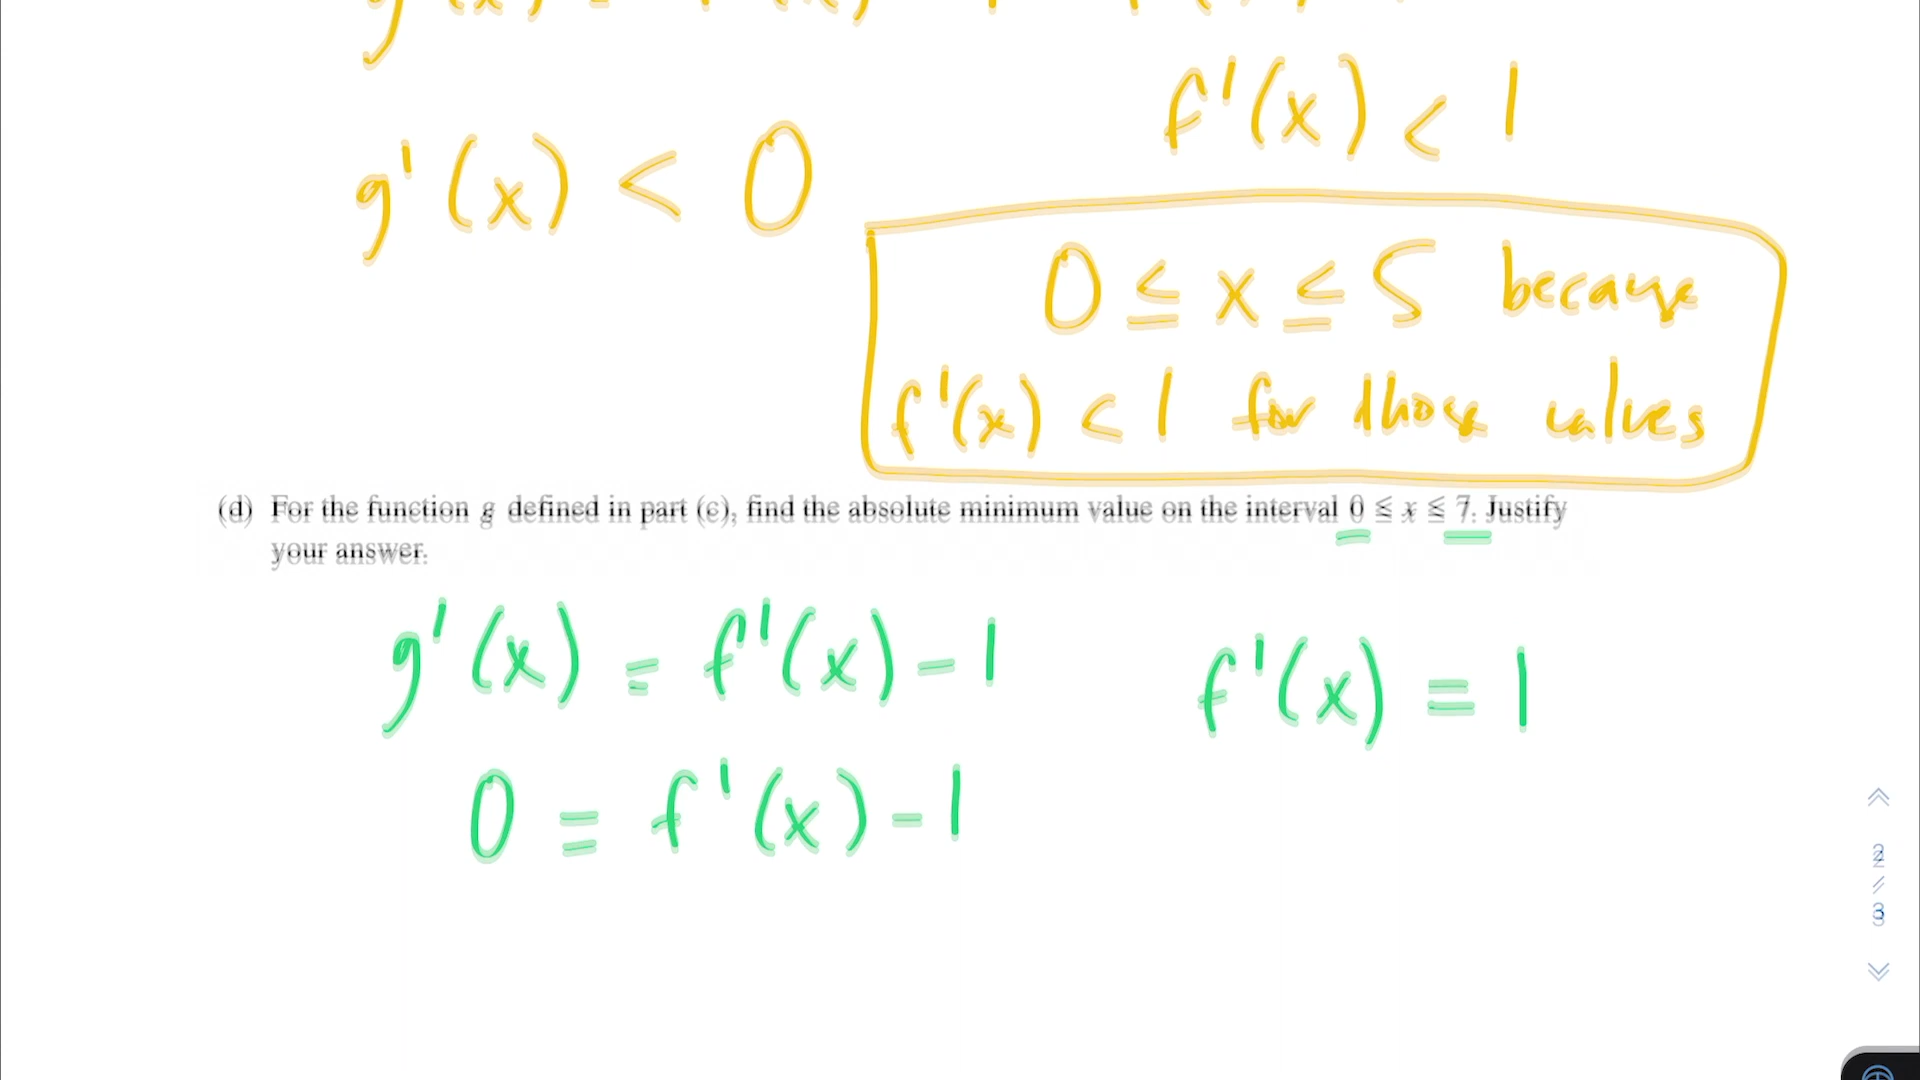 f'(x) < 1
g'(x) < 0
0 ≤ x ≤ 5 because
f'(x) < 1 for those values
(d) For the function g defined in part (c), find the absolute minimum value on the interval 0 ≤ x ≤ 7. Justify
your answer.
g'(x) = f'(x) - 1
f'(x) = 1
0 = f'(x) - 1
2
/
3